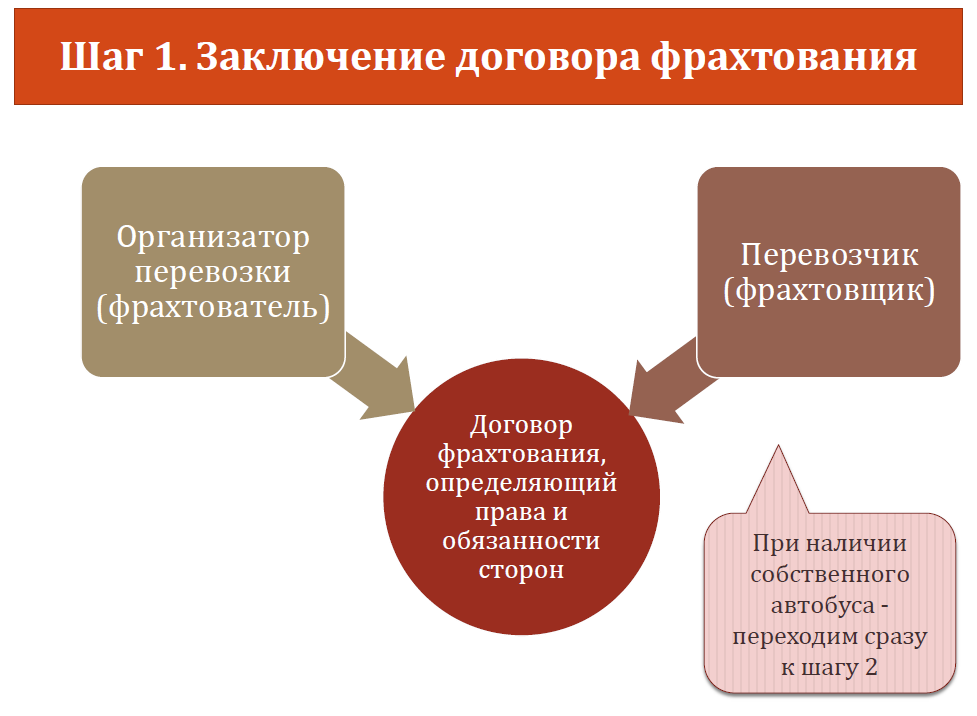 Шаг 1. Заключение договора фрахтования
Организатор
перевозки
(фрахтователь)
Перевозчик
(фрахтовщик)
Договор
фрахтования,
определяющий
права и
обязанности
сторон
При наличии
собственного
автобуса -
переходим сразу
к шагу 2